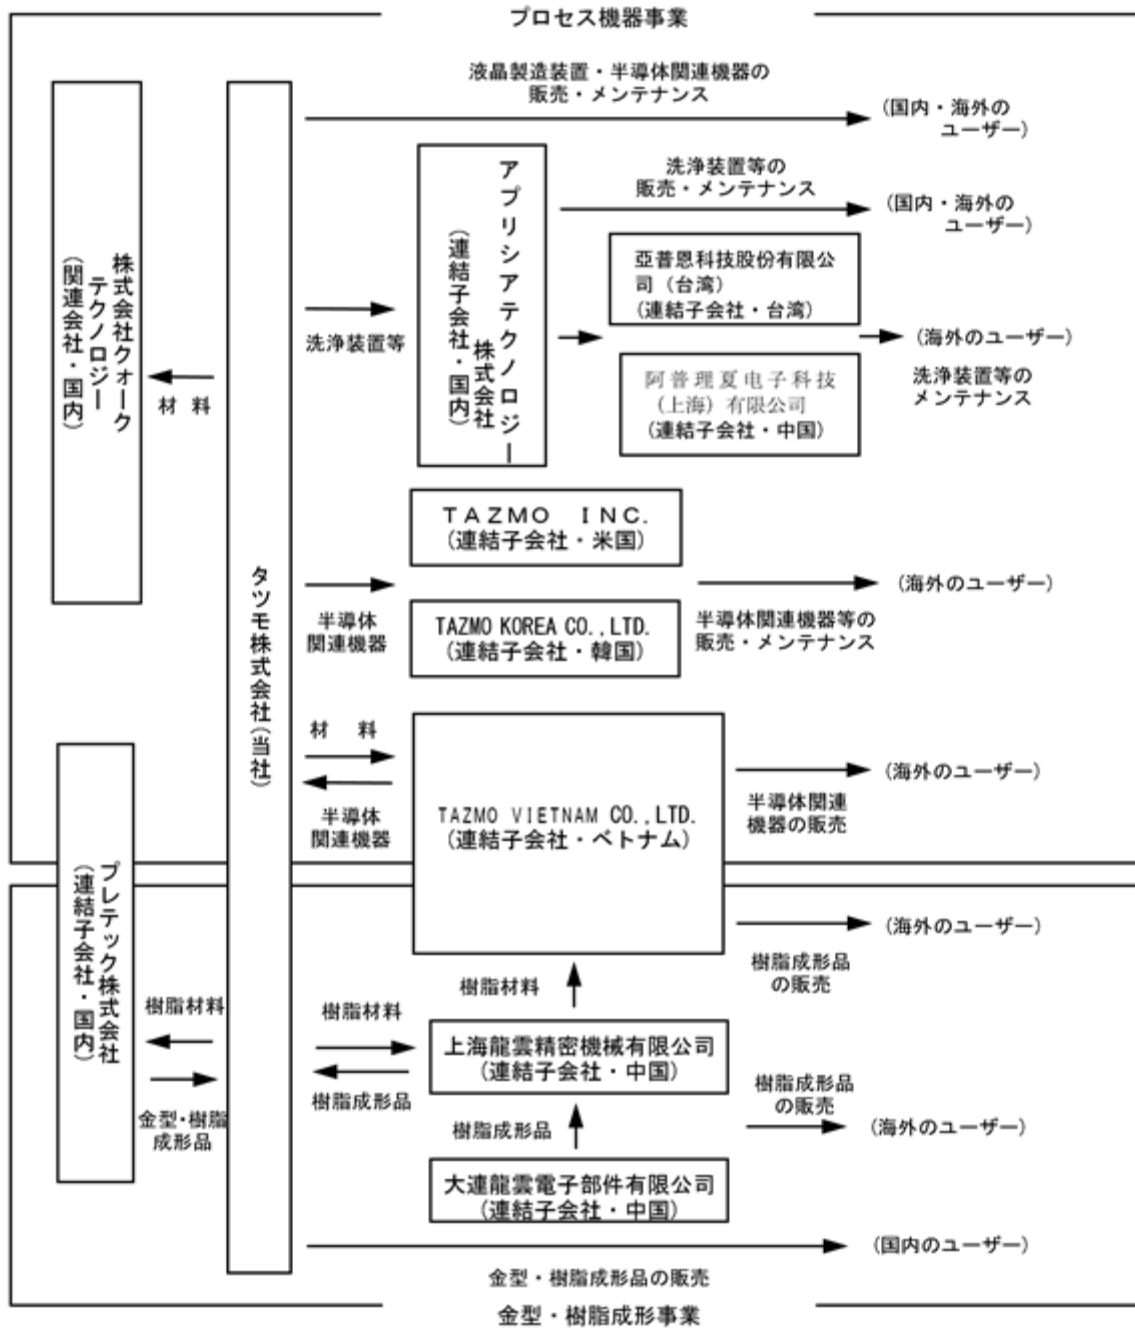 プロセス機器事業
液晶製造装置・半導体関連機器の
販売・メンテナンス
(国内・海外の
ユーザー)
アプリシアテクノロジー
株式会社
(連結子会社・国内)
洗浄装置等の
販売・メンテナンス
(国内・海外の
ユーザー)
株式会社クォーク
テクノロジー
(関連会社・国内)
材 料
洗浄装置等
亞普恩科技股份有限公
司(台湾)
(連結子会社・台湾)
(海外のユーザー)
洗浄装置等の
メンテナンス
阿普理夏电子科技
(上海)有限公司
(連結子会社・中国)
タツモ株式会社(当社)
TAZMO INC.
(連結子会社・米国)
半導体
関連機器
TAZMO KOREA CO.,LTD.
(連結子会社・韓国)
(海外のユーザー)
半導体関連機器等の
販売・メンテナンス
材 料
半導体
関連機器
TAZMO VIETNAM CO.,LTD.
(連結子会社・ベトナム)
(海外のユーザー)
半導体関連
機器の販売
プレテック株式会社
(連結子会社・国内)
(海外のユーザー)
樹脂成形品
の販売
樹脂材料
樹脂材料
金型・樹脂
成形品
樹脂材料
樹脂成形品
上海龍雲精密機械有限公司
(連結子会社・中国)
樹脂成形品
の販売
(海外のユーザー)
樹脂成形品
大連龍雲電子部件有限公司
(連結子会社・中国)
(国内のユーザー)
金型・樹脂成形品の販売
金型・樹脂成形事業